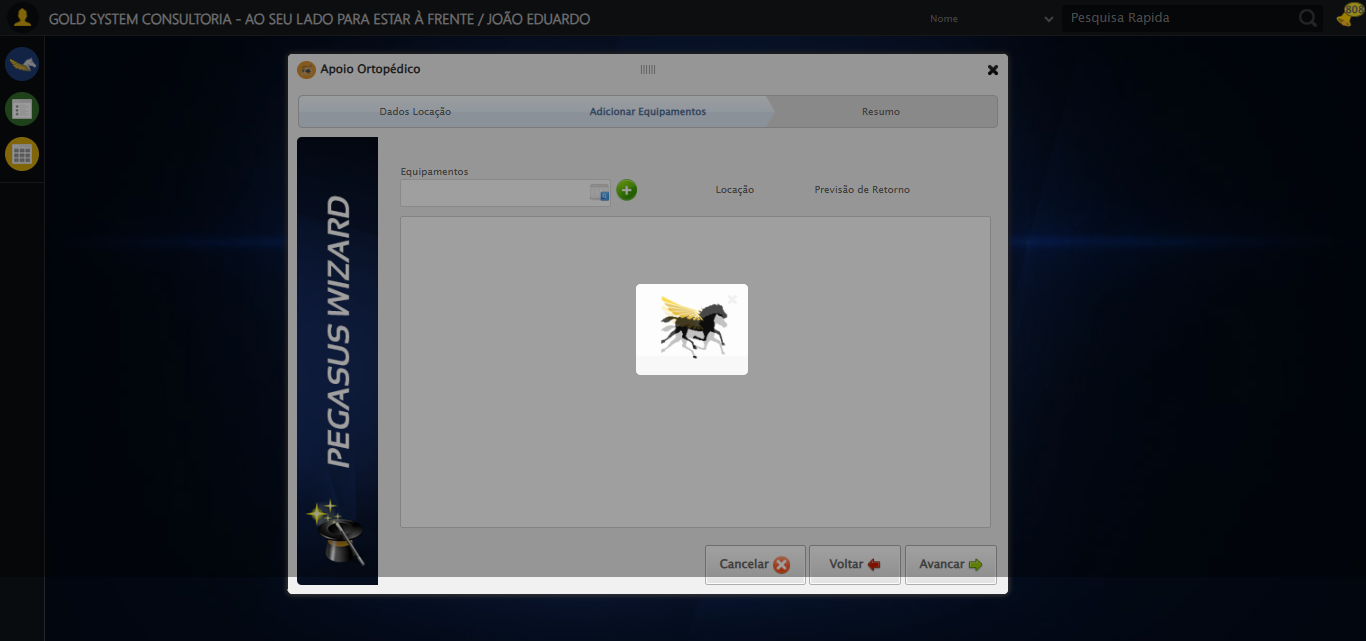 GOLD SYSTEM CONSULTORIA - AO SEU LADO PARA ESTAR À FRENTE / JOÃO EDUARDO
Nome
Pesquisa Rapida
808
Apoio Ortopédico
Dados Locação
Adicionar Equipamentos
Resumo
PEGASUS WIZARD
Equipamentos
Locação
Previsão de Retorno
Cancelar
Voltar
Avancar